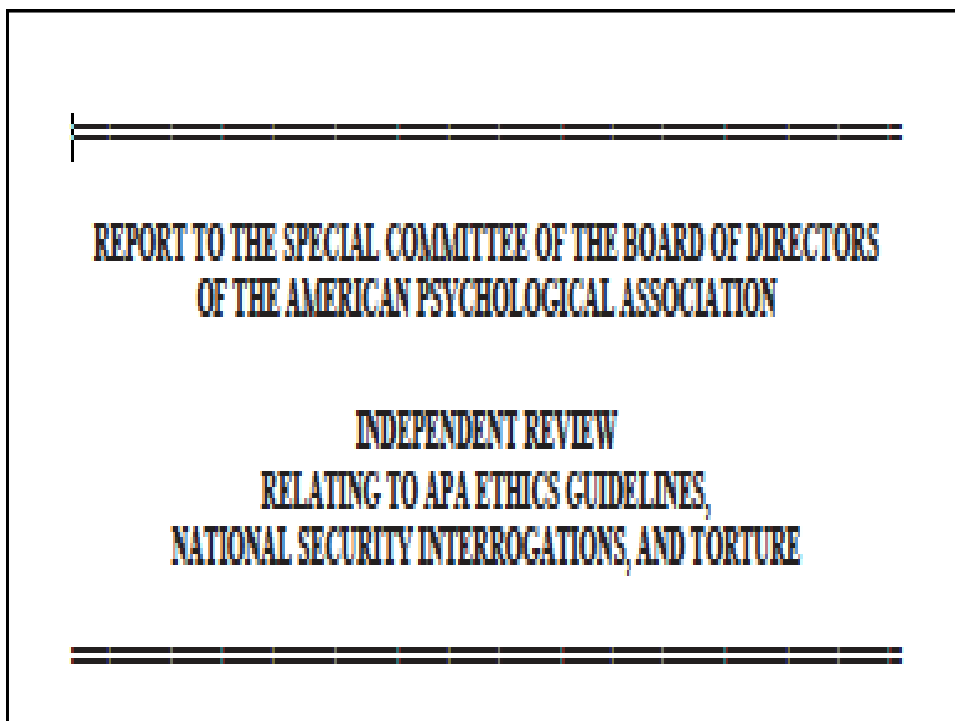 REPORT TO THE SPECIAL COMMITTEE OF THE BOARD OF DIRECTORS
OF THE AMERICAN PSYCHOLOGICAL ASSOCIATION
INDEPENDENT REVIEW
RELATING TO APA ETHICS GUIDELINES,
NATIONAL SECURITY INTERROGATIONS, AND TORTURE